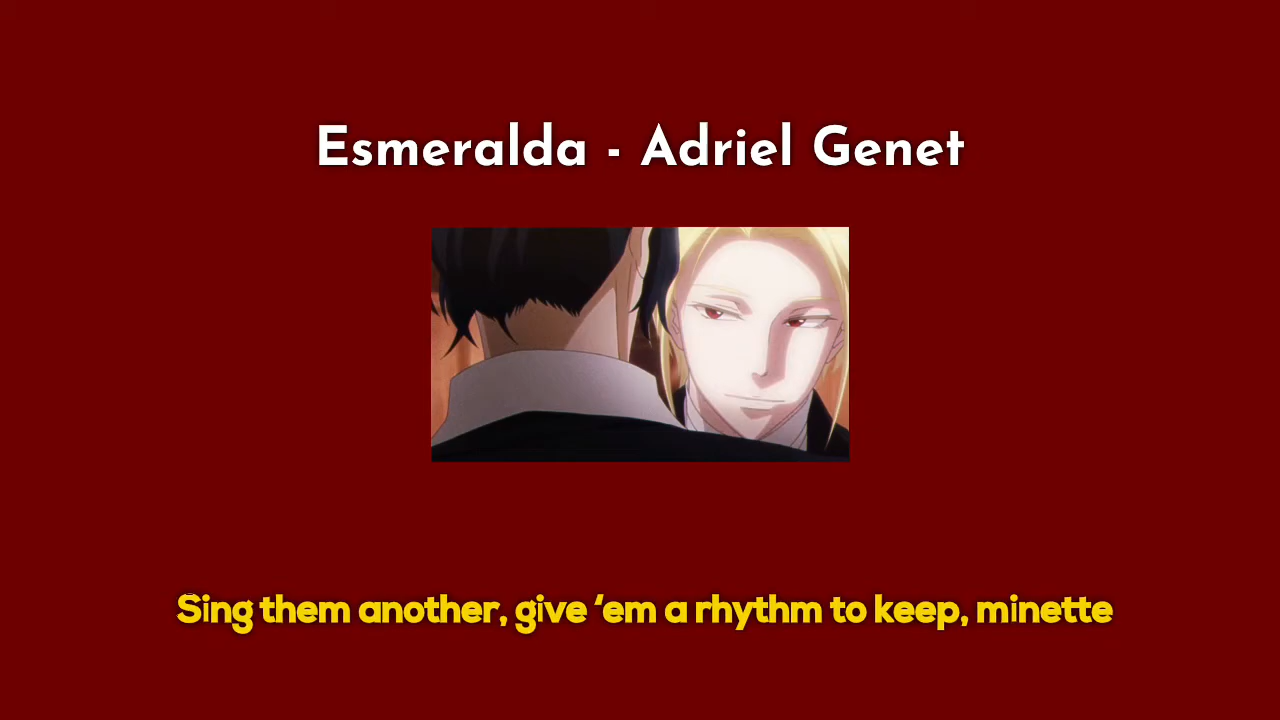 Esmeralda - Adriel Genet
Sing them another, give ‘em a rhythm to keep, minette